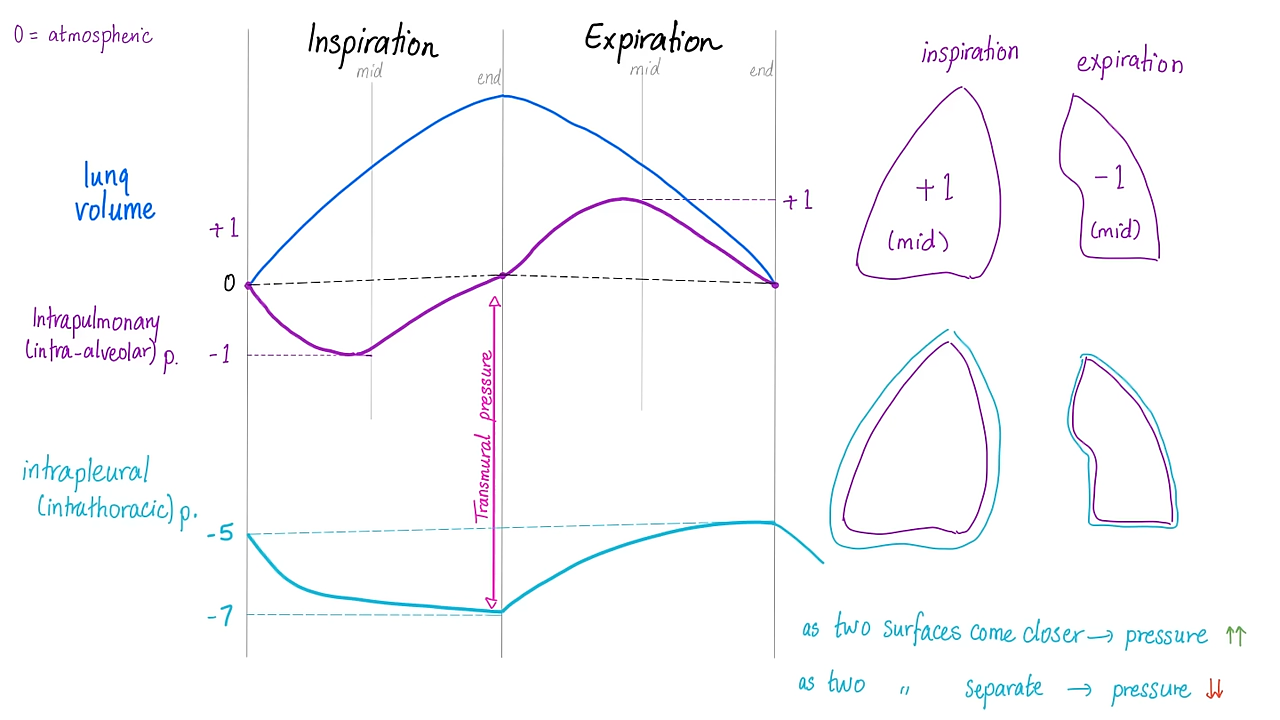 0 = atmospheric
Inspiration
Expiration
mid
end
mid
end
inspiration
expiration
lung
volume
+1
0
+1
Intrapulmonary
(intra-alveolar) p.
-1
+1
(mid)
-1
(mid)
Transmural pressure
intrapleural
(intrathoracic) p.
-5
-7
as two surfaces come closer → pressure ↑↑
as two " separate → pressure ↓↓